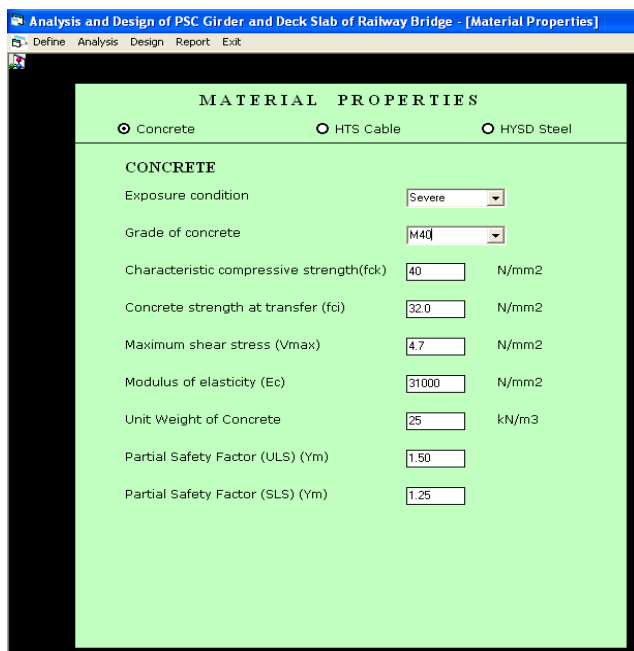 Analysis and Design of PSC Girder and Deck Slab of Railway Bridge - [Material Properties]
Define Analysis Design Report Exit
MATERIAL PROPERTIES
Concrete HTS Cable HYSD Steel
CONCRETE
Exposure condition Severe
Grade of concrete M40
Characteristic compressive strength(fck) 40 N/mm2
Concrete strength at transfer (fci) 32.0 N/mm2
Maximum shear stress (Vmax) 4.7 N/mm2
Modulus of elasticity (Ec) 31000 N/mm2
Unit Weight of Concrete 25 kN/m3
Partial Safety Factor (ULS) (Ym) 1.50
Partial Safety Factor (SLS) (Ym) 1.25